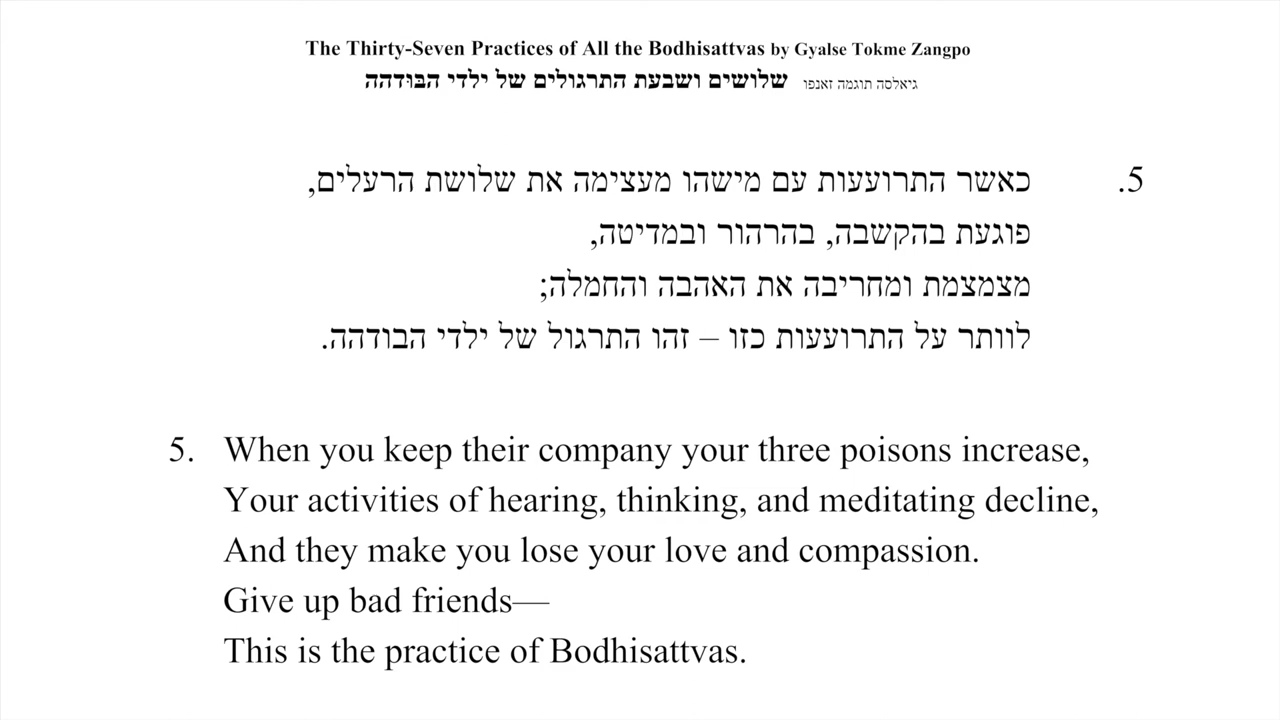 The Thirty-Seven Practices of All the Bodhisattvas by Gyalse Tokme Zangpo
שלושים ושבעת התרגולים של ילדי הבּוּדהה גיאלסה תוגמה זאנפו
5. כאשר התרועעות עם מישהו מעצימה את שלושת הרעלים,
פוגעת בהקשבה, בהרהור ובמדיטה,
מצמצמת ומחריבה את האהבה והחמלה;
לוותר על התרועעות כזו – זהו התרגול של ילדי הבודהה.
5. When you keep their company your three poisons increase,
Your activities of hearing, thinking, and meditating decline,
And they make you lose your love and compassion.
Give up bad friends—
This is the practice of Bodhisattvas.